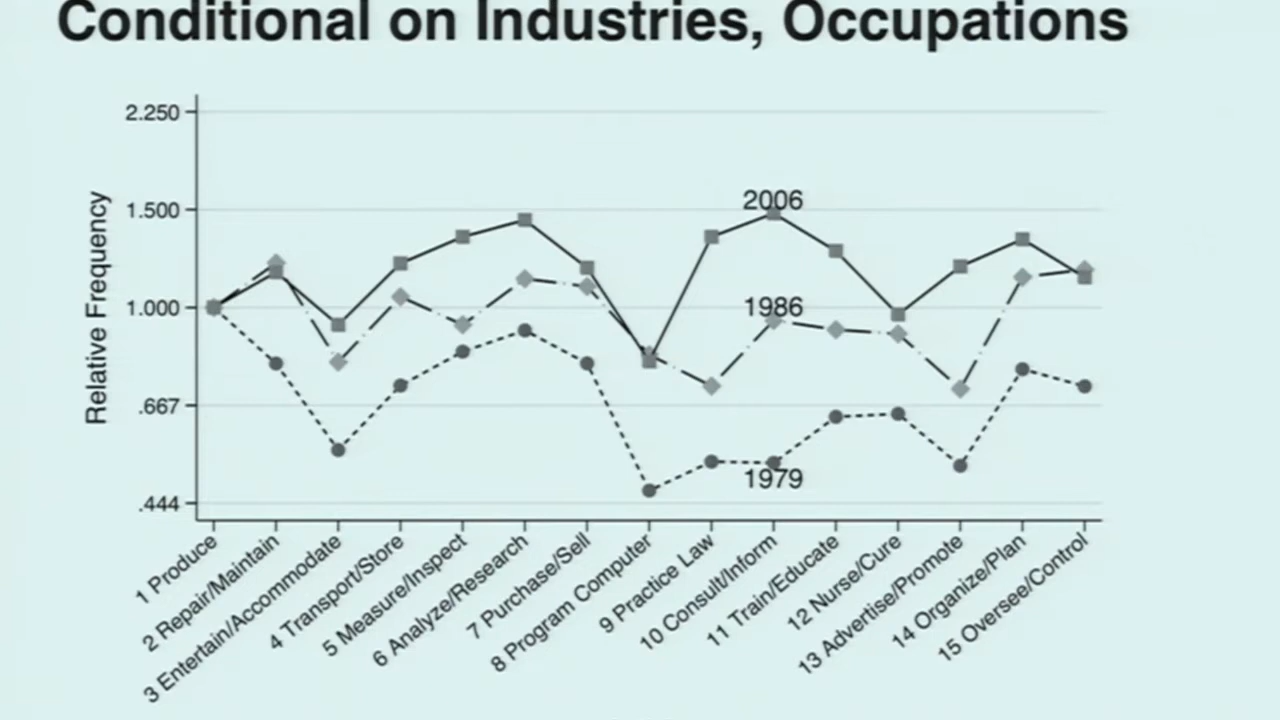 Conditional on Industries, Occupations
2.250
1.500
1.000
.667
.444
Relative Frequency
2006
1986
1979
1 Produce
2 Repair/Maintain
3 Entertain/Accommodate
4 Transport/Store
5 Measure/Inspect
6 Analyze/Research
7 Purchase/Sell
8 Program Computer
9 Practice Law
10 Consult/Inform
11 Train/Educate
12 Nurse/Cure
13 Advertise/Promote
14 Organize/Plan
15 Oversee/Control